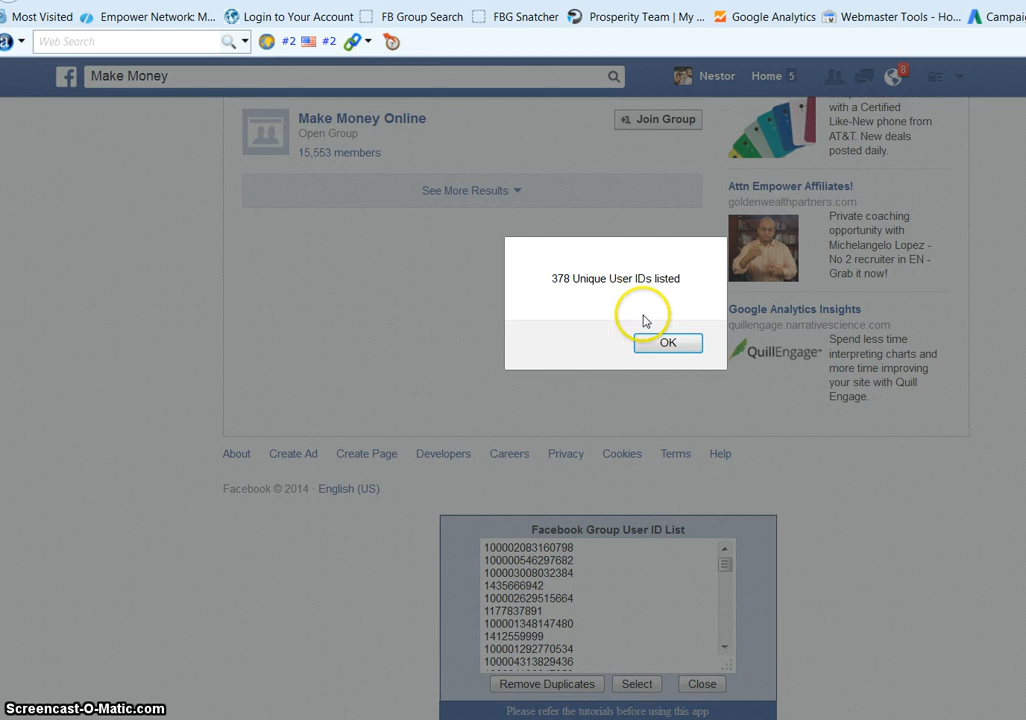 Most Visited Empower Network: M... Login to Your Account FB Group Search FBG Snatcher Prosperity Team | My ... Google Analytics Webmaster Tools - Ho... Campai
a Web Search #2 #2
Make Money Nestor Home 5 8
with a Certified
Like-New phone from
AT&T. New deals
posted daily.
Make Money Online
Open Group
15,553 members
Join Group
See More Results
Attn Empower Affiliates!
goldenwealthpartners.com
Private coaching
opportunity with
Michelangelo Lopez -
No 2 recruiter in EN -
Grab it now!
378 Unique User IDs listed
OK
Google Analytics Insights
quillengage.narrativescience.com
QuillEngage™
Spend less time
interpreting charts and
more time improving
your site with Quill
Engage.
About Create Ad Create Page Developers Careers Privacy Cookies Terms Help
Facebook © 2014 · English (US)
Facebook Group User ID List
100002083160798
100000546297682
100003008032384
1435666942
100002629515664
1177837891
100001348147480
1412559999
100001292770534
100004313829436
Remove Duplicates Select Close
Please refer the tutorials before using this app
Screencast-O-Matic.com